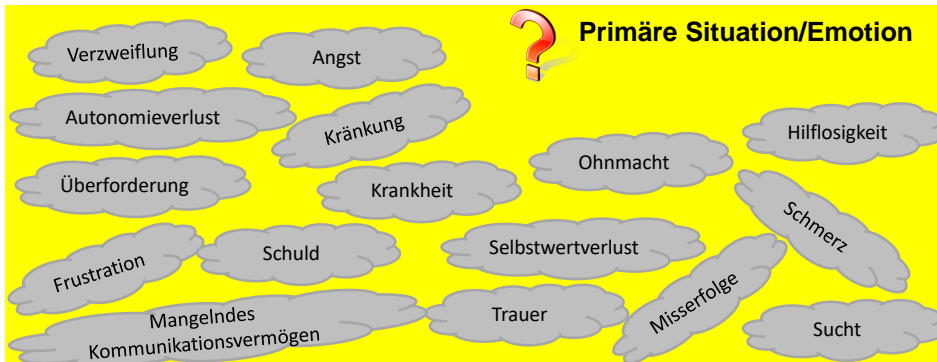 Primäre Situation/Emotion
Verzweiflung
Angst
Autonomieverlust
Kränkung
Hilflosigkeit
Ohnmacht
Überforderung
Krankheit
Schmerz
Frustration
Schuld
Selbstwertverlust
Misserfolge
Mangelndes
Kommunikationsvermögen
Trauer
Sucht